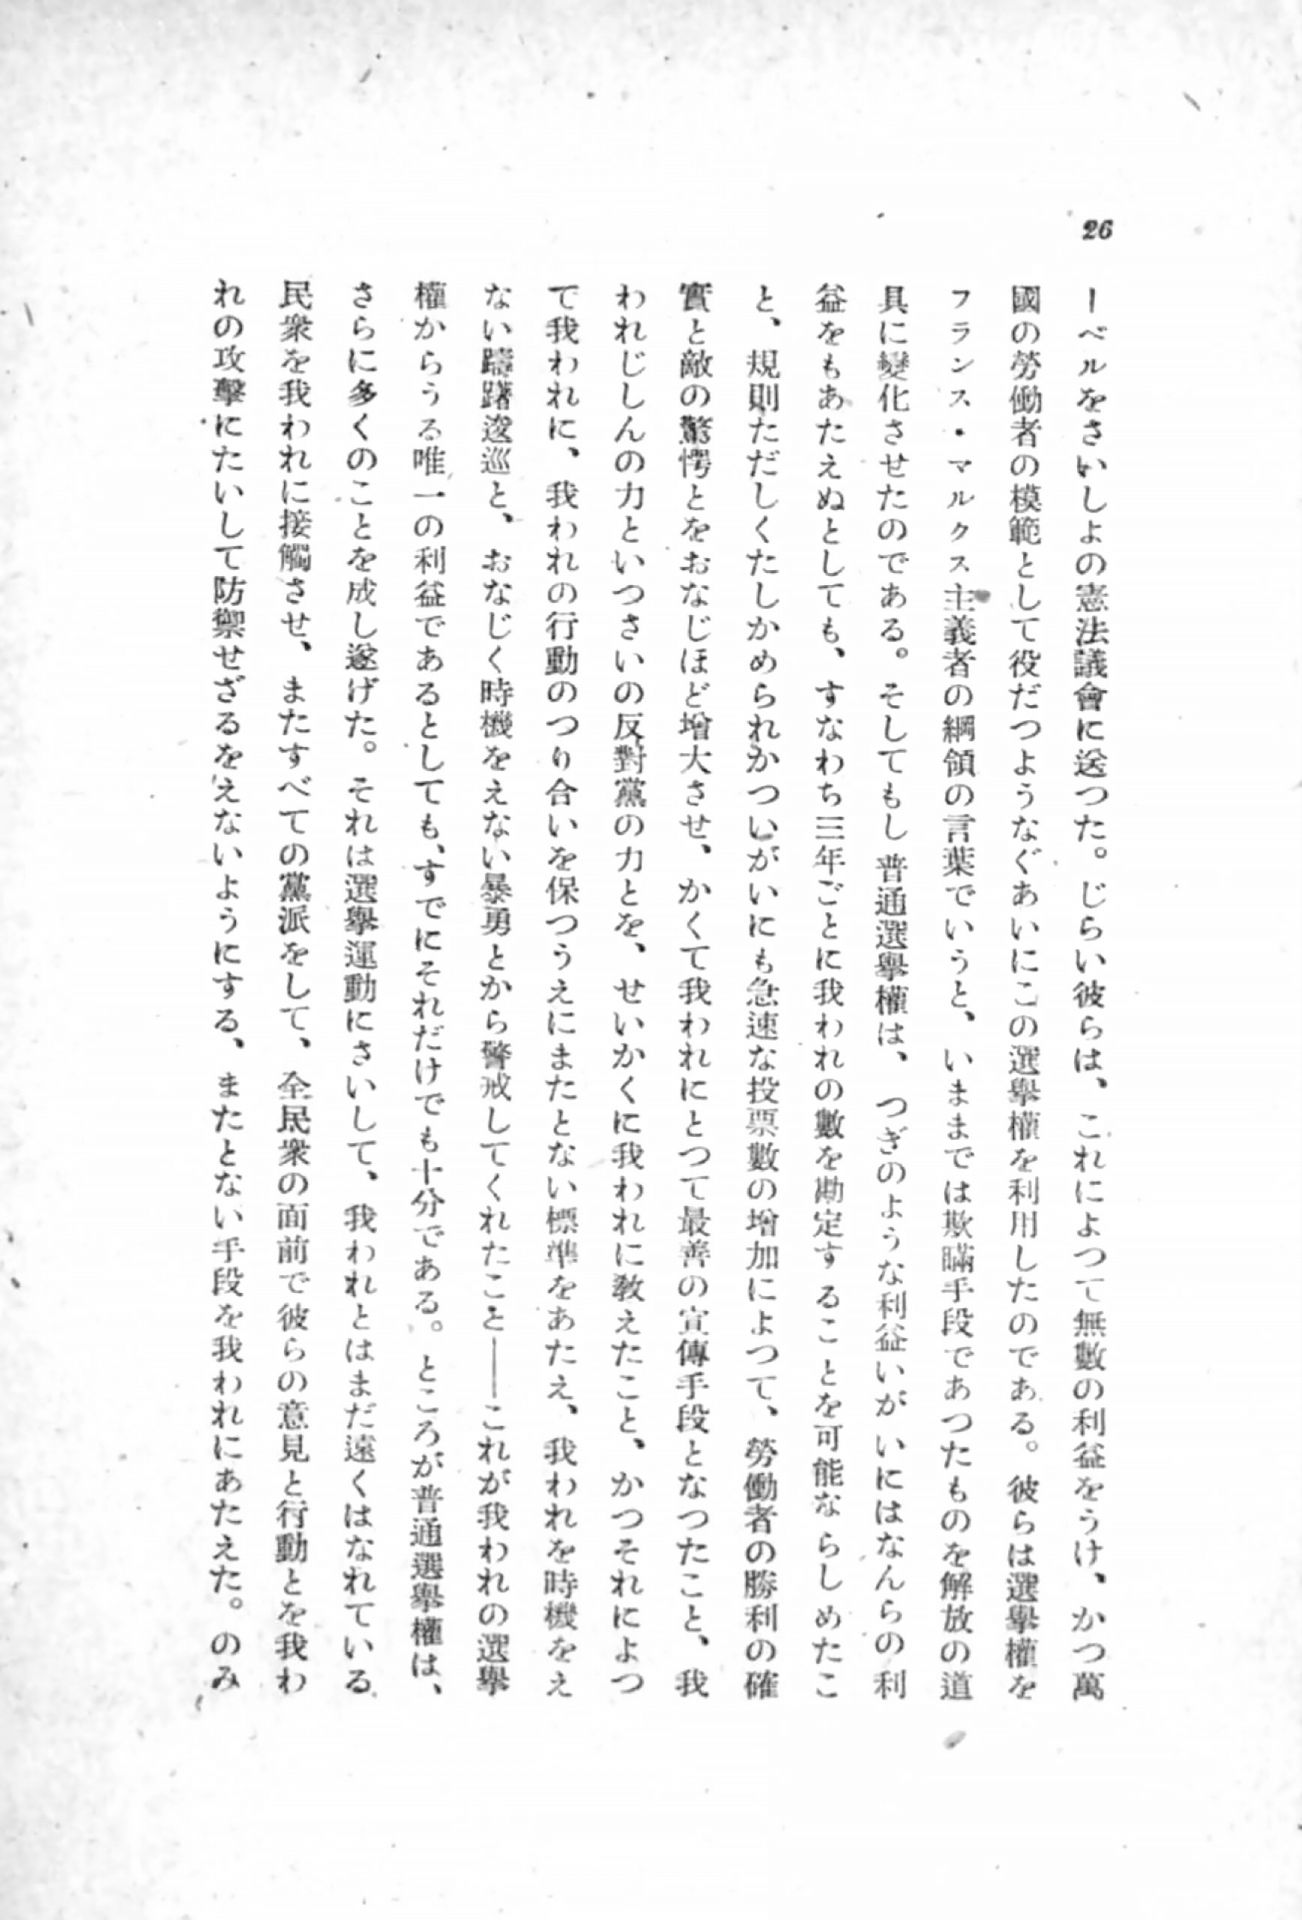 26
ーベルをさいしよの憲法議會に送つた。じらい彼らは、これによつて無數の利益をうけ、かつ萬
國の勞働者の模範として役だつようなぐあいにこの選擧權を利用したのである。彼らは選擧權を
フランス・マルクス主義者の綱領の言葉でいうと、いままでは欺瞞手段であつたものを解放の道
具に變化させたのである。そしてもし普通選擧權は、つぎのような利益いがいにはなんらの利
益をもあたえぬとしても、すなわち三年ごとに我われの數を勘定することを可能ならしめたこ
と、規則ただしくたしかめられかついがいにも急速な投票數の増加によつて、勞働者の勝利の確
實と敵の驚愕とをおなじほど増大させ、かくて我われにとつて最善の宣傳手段となつたこと、我
われじしんの力といつさいの反對黨の力とを、せいかくに我われに教えたこと、かつそれによつ
て我われに、我われの行動のつり合いを保つうえにまたとない標準をあたえ、我われを時機をえ
ない躊躇逡巡と、おなじく時機をえない暴勇とから警戒してくれたこと――これが我われの選擧
權からうる唯一の利益であるとしても、すでにそれだけでも十分である。ところが普通選擧權は、
さらに多くのことを成し遂げた。それは選擧運動にさいして、我われとはまだ遠くはなれている
民衆を我われに接觸させ、またすべての黨派をして、全民衆の面前で彼らの意見と行動とを我わ
れの攻擊にたいして防禦せざるをえないようにする、またとない手段を我われにあたえた。のみ